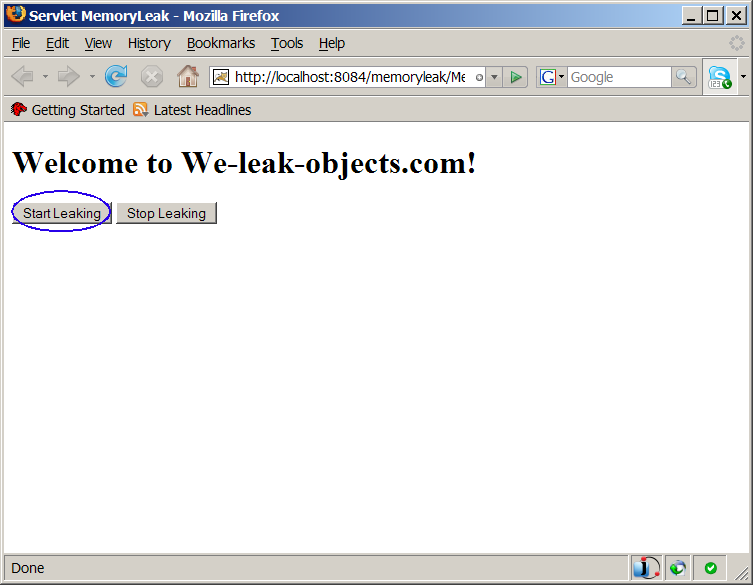 Servlet MemoryLeak - Mozilla Firefox
File Edit View History Bookmarks Tools Help
http://localhost:8084/memoryleak/Me G Google 123
Getting Started Latest Headlines
Welcome to We-leak-objects.com!
Start Leaking Stop Leaking
Done